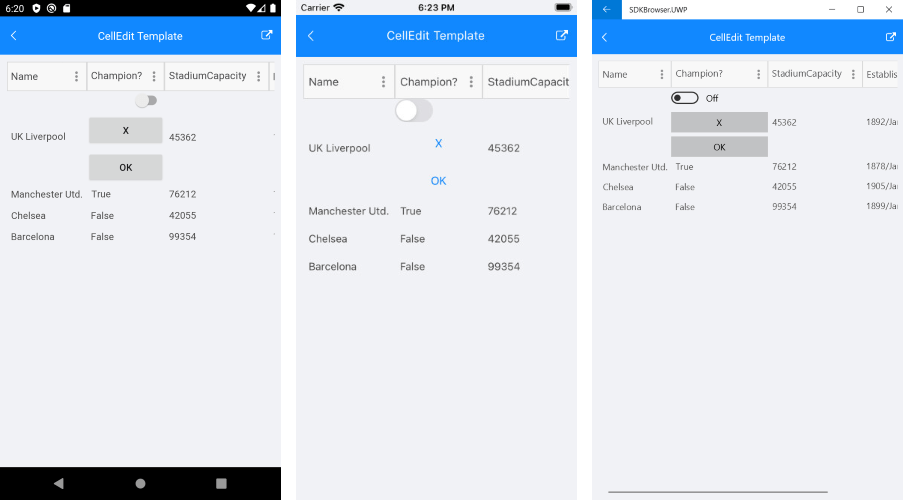 6:20
CellEdit Template
Name Champion? StadiumCapacity
X
UK Liverpool 45362
OK
Manchester Utd. True 76212
Chelsea False 42055
Barcelona False 99354
Carrier 6:23 PM
CellEdit Template
Name Champion? StadiumCapacit
X
UK Liverpool 45362
OK
Manchester Utd. True 76212
Chelsea False 42055
Barcelona False 99354
SDKBrowser.UWP
CellEdit Template
Name Champion? StadiumCapacity Establis
Off
UK Liverpool X 45362 1892/Jan
OK
Manchester Utd. True 76212 1878/Jan
Chelsea False 42055 1905/Jan
Barcelona False 99354 1899/Jan